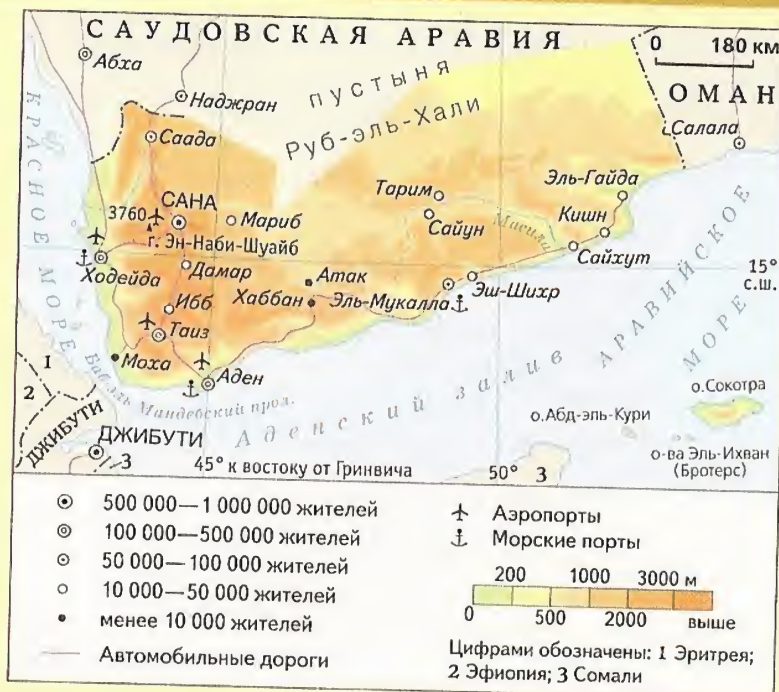 САУДОВСКАЯ АРАВИЯ
0 180 км
Абха
ОМАН
Наджран
пустыня
Руб-эль-Хали
Салала
КРАСНОЕ МОРЕ
Саада
Тарим
Эль-Гайда
3760
САНА
Мариб
Сайун
Масила
Кишн
г. Эн-Наби-Шуайб
Сайхут
Ходейда
Дамар
Атак
15°
с.ш.
Хаббан
Эль-Мукалла
Эш-Шихр
Ибб
Таиз
АРАВИЙСКОЕ
МОРЕ
Моха
Аден
1
2
Баб-эль-Мандебский прол.
Аденский залив
о.Сокотра
о.Абд-эль-Кури
ДЖИБУТИ
ДЖИБУТИ
о-ва Эль-Ихван
(Бротерс)
3
45° к востоку от Гринвича
50°
3
500 000—1 000 000 жителей
100 000—500 000 жителей
50 000—100 000 жителей
10 000—50 000 жителей
менее 10 000 жителей
Автомобильные дороги
Аэропорты
Морские порты
200 1000 3000 м
0 500 2000 выше
Цифрами обозначены: 1 Эритрея;
2 Эфиопия; 3 Сомали